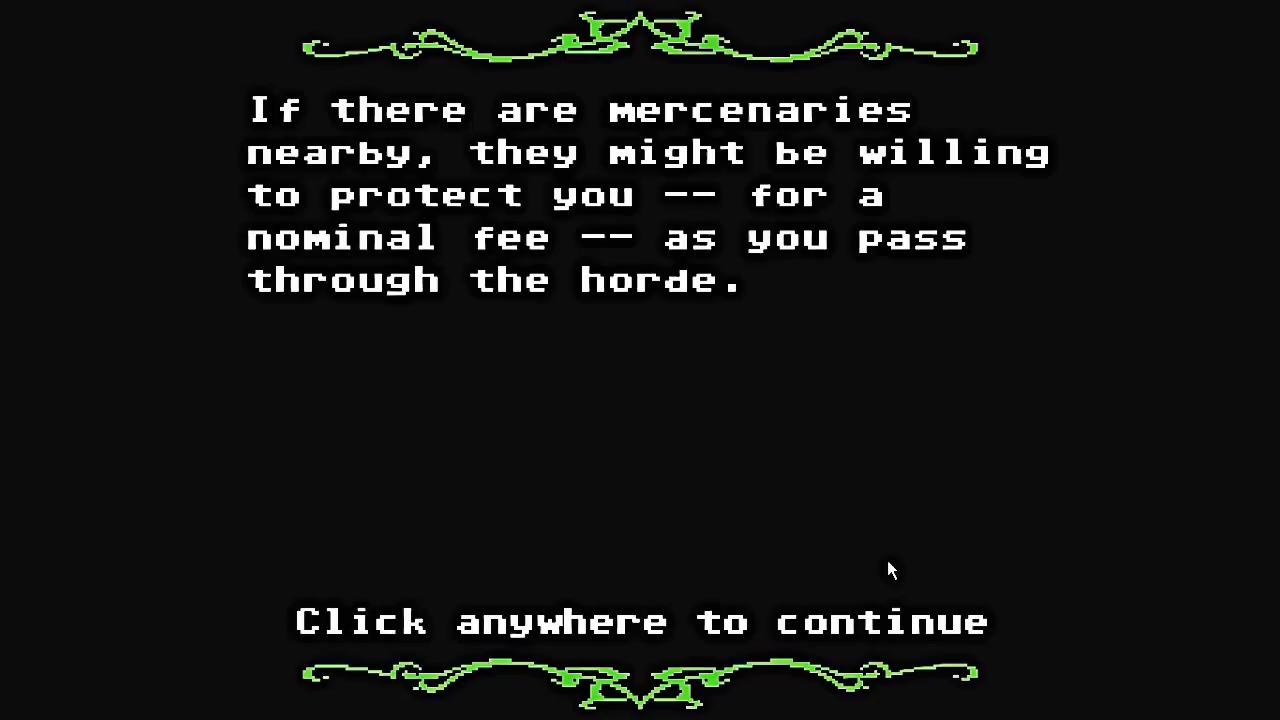 If there are mercenaries
nearby, they might be willing
to protect you -- for a
nominal fee -- as you pass
through the horde.
Click anywhere to continue